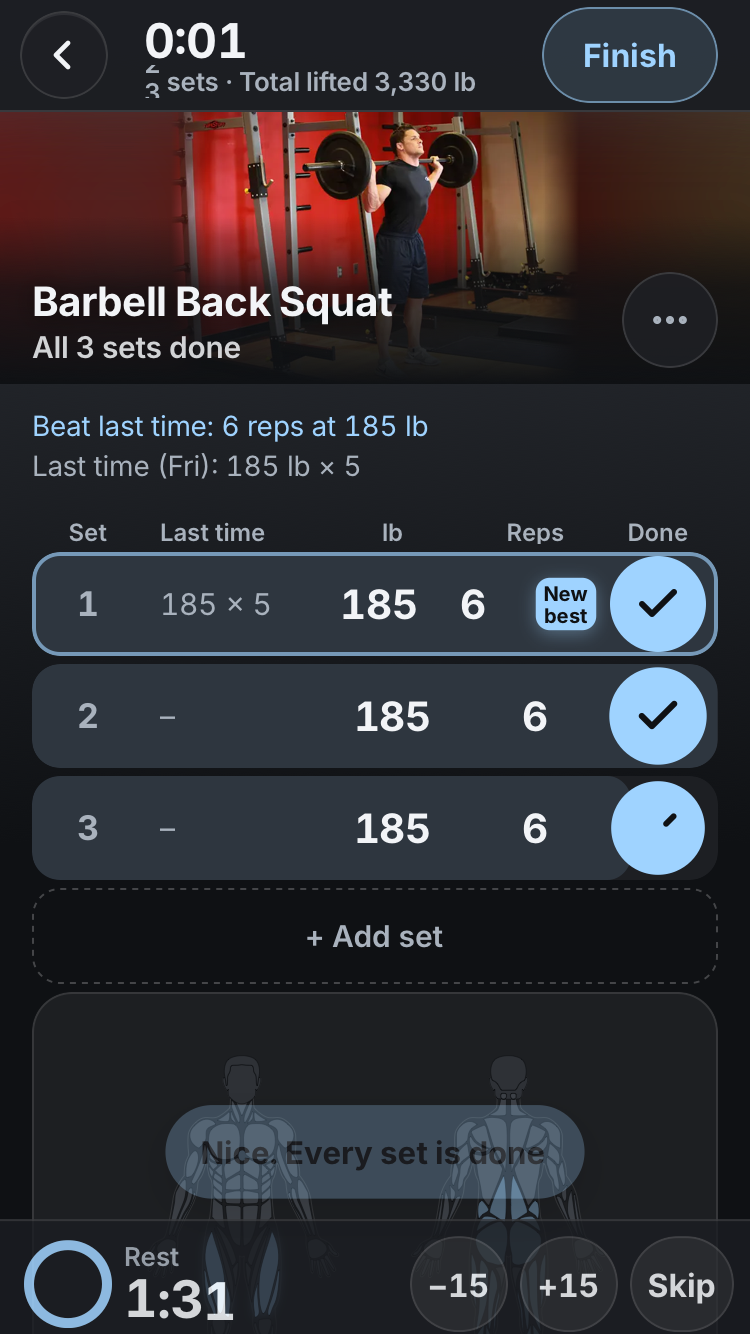 0:01
sets · Total lifted 3,330 lb
Finish
Barbell Back Squat
All 3 sets done
Beat last time: 6 reps at 185 lb
Last time (Fri): 185 lb × 5
Set Last time lb Reps Done
1 185 × 5 185 6 New
best
2 – 185 6
3 – 185 6
+ Add set
Nice. Every set is done
Rest
1:31
−15 +15 Skip